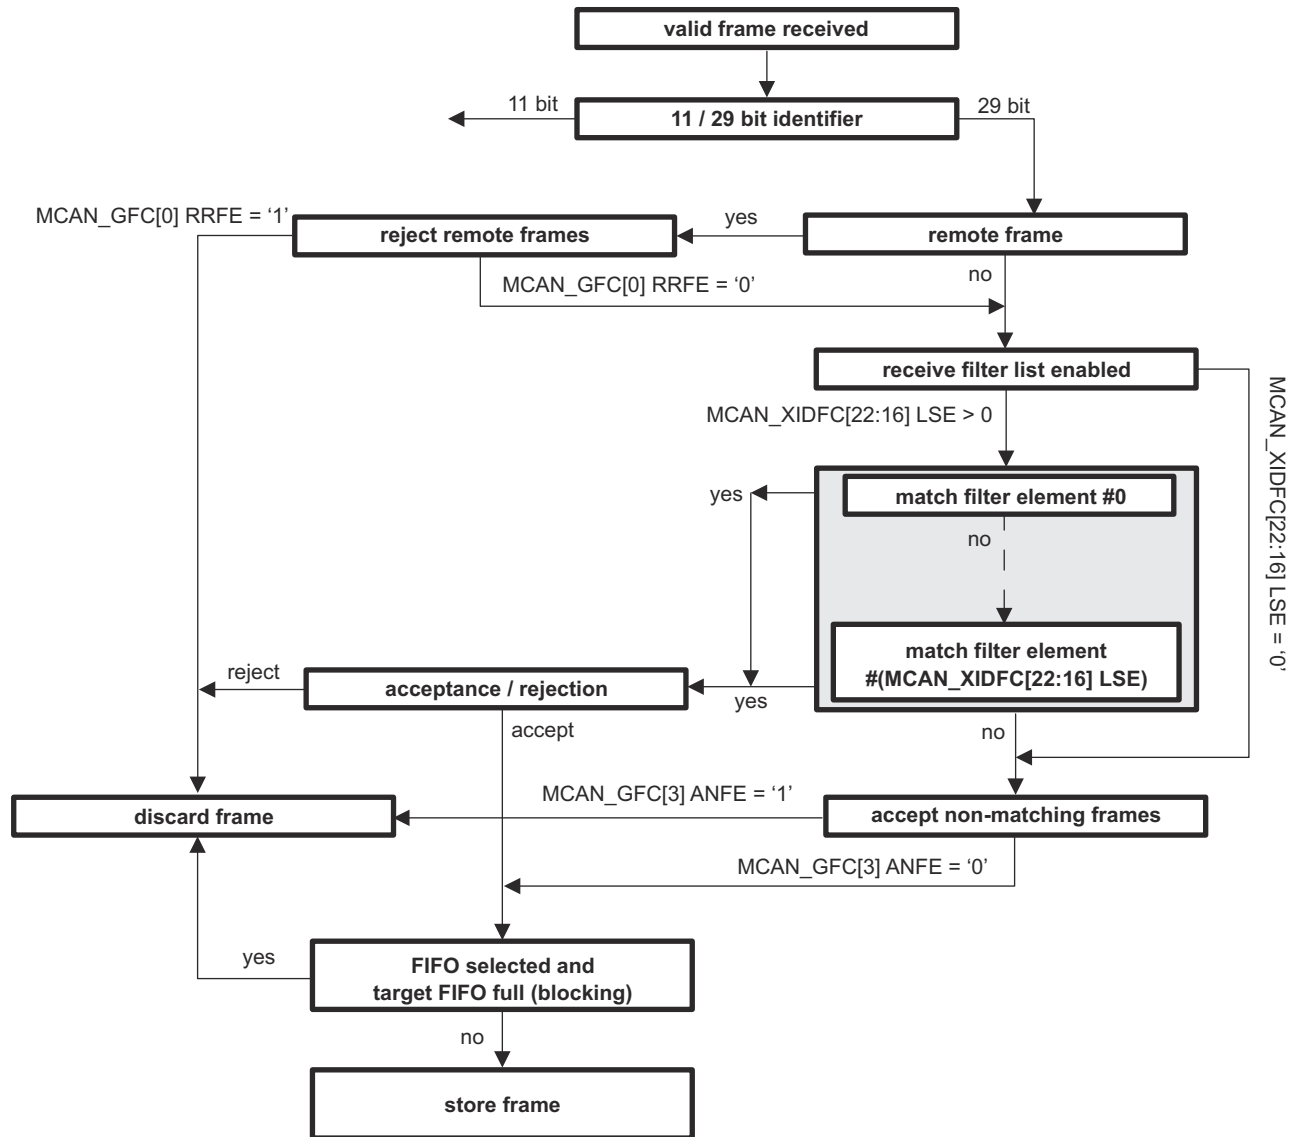 valid frame received
11 bit
11 / 29 bit identifier
29 bit
MCAN_GFC[0] RRFE = ‘1’
reject remote frames
yes
remote frame
MCAN_GFC[0] RRFE = ‘0’
no
receive filter list enabled
MCAN_XIDFC[22:16] LSE > 0
MCAN_XIDFC[22:16] LSE = ‘0’
yes
match filter element #0
no
match filter element
#(MCAN_XIDFC[22:16] LSE)
reject
acceptance / rejection
yes
accept
no
discard frame
MCAN_GFC[3] ANFE = ‘1’
accept non-matching frames
MCAN_GFC[3] ANFE = ‘0’
yes
FIFO selected and
target FIFO full (blocking)
no
store frame